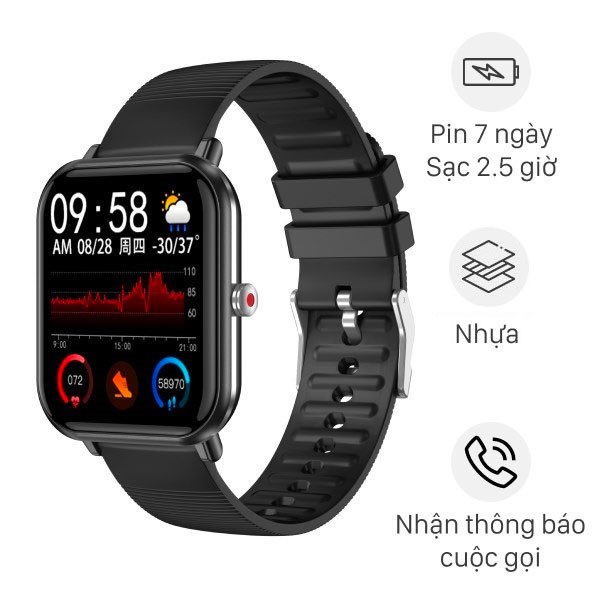 09:58
AM 08/28 周四 -30/37°
110
85
60
9:00 15:00 21:00
072
58970
Pin 7 ngày
Sạc 2.5 giờ
Nhựa
Nhận thông báo
cuộc gọi